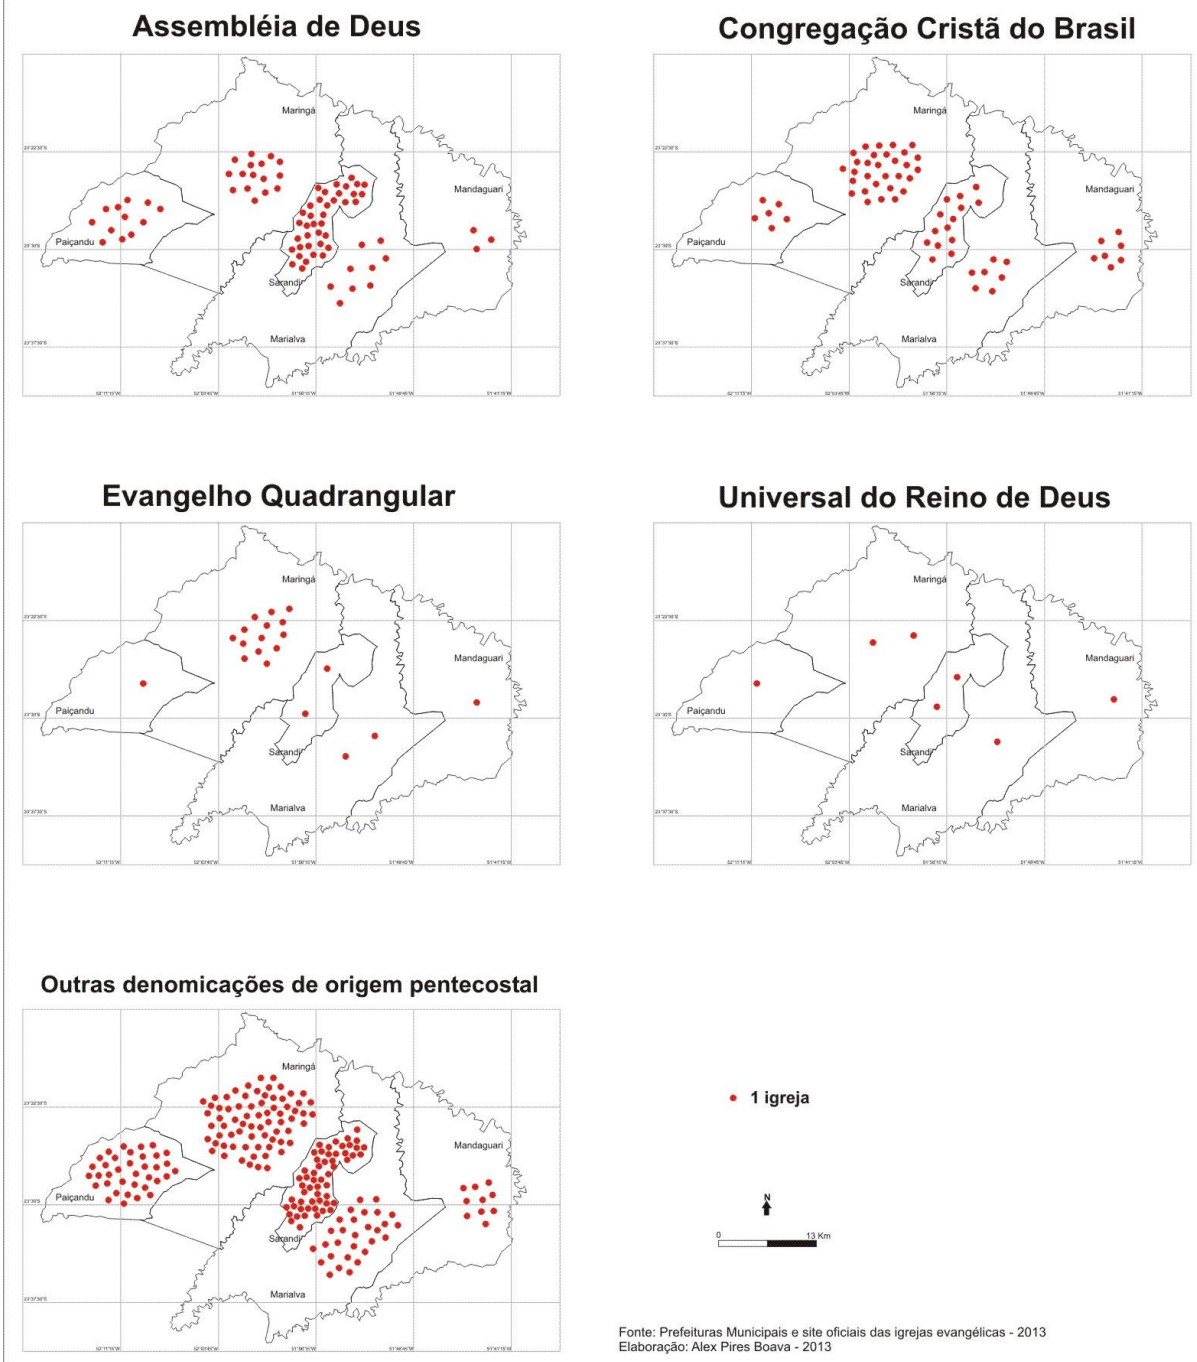 Assembléia de Deus
Congregação Cristã do Brasil
Maringá
Mandaguari
Paiçandu
Sarandi
Marialva
Maringá
Mandaguari
Paiçandu
Sarandi
Marialva
Evangelho Quadrangular
Universal do Reino de Deus
Maringá
Mandaguari
Paiçandu
Sarandi
Marialva
Maringá
Mandaguari
Paiçandu
Sarandi
Marialva
Outras denomicações de origem pentecostal
Maringá
Mandaguari
Paiçandu
Sarandi
Marialva
1 igreja
N
0 13 Km
Fonte: Prefeituras Municipais e site oficiais das igrejas evangélicas - 2013
Elaboração: Alex Pires Boava - 2013